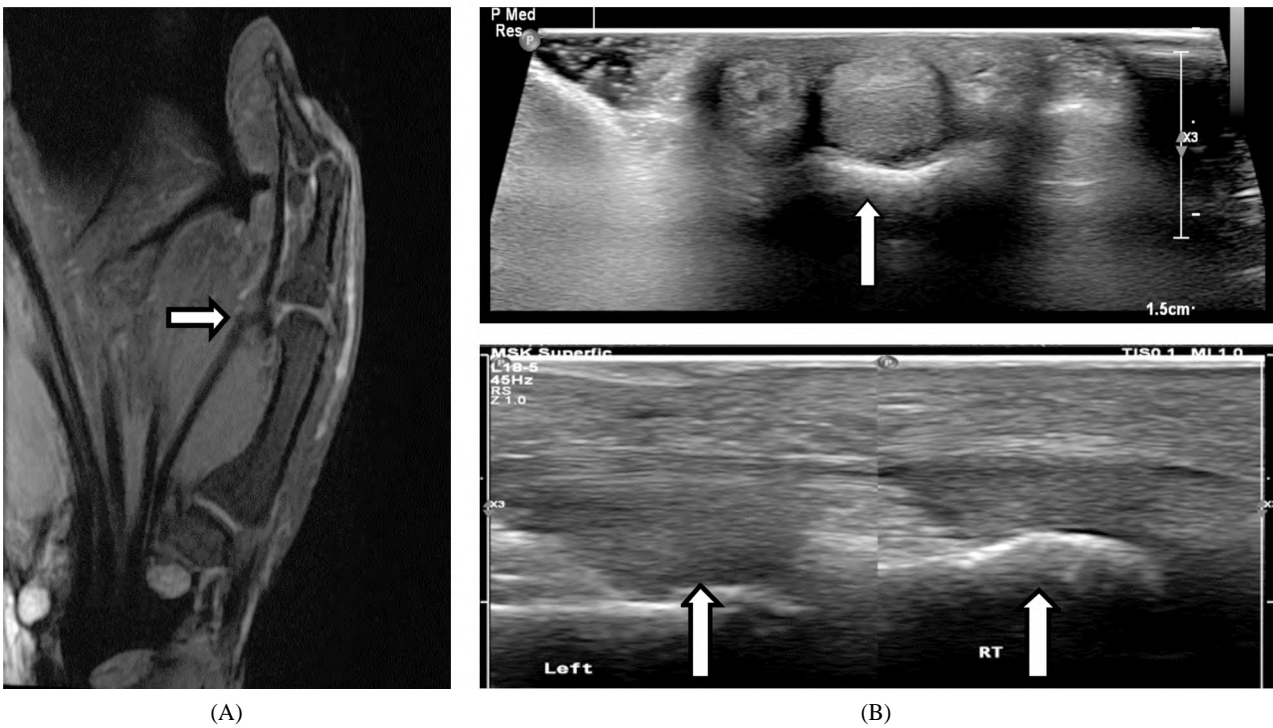 P Med
Res
P
X3
1.5cm
MSK Superfic
TIS0.1 MI 1.0
P
L18-5
45Hz
RS
Z 1.0
X3
Left
RT
(A)
(B)